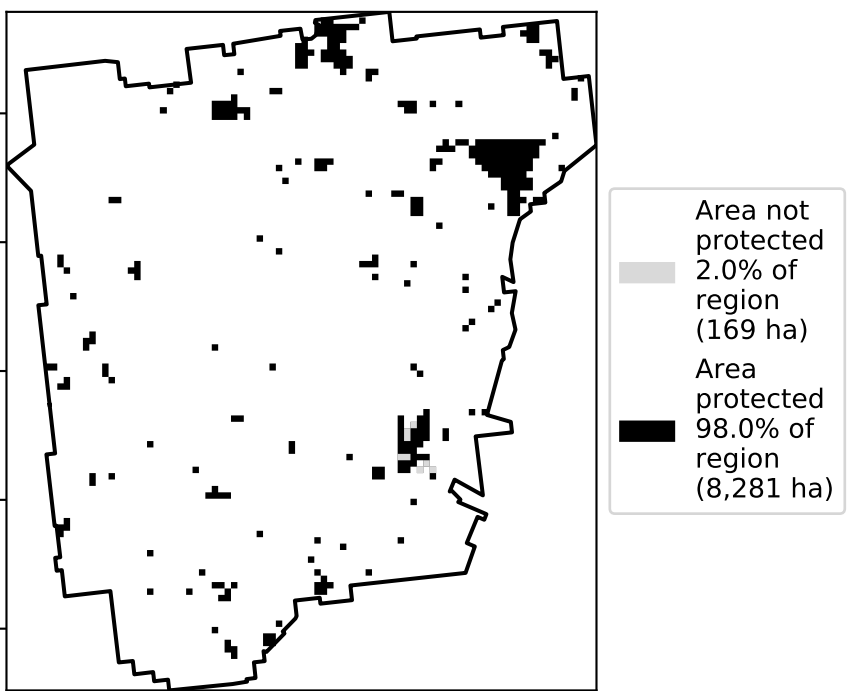 Area not
protected
2.0% of
region
(169 ha)
Area
protected
98.0% of
region
(8,281 ha)